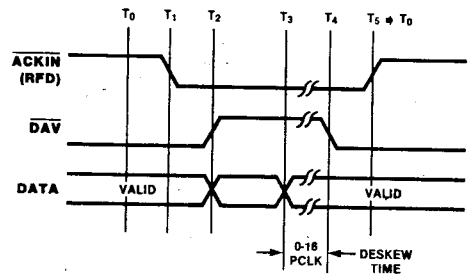 T0 T1 T2 T3 T4 T5 ⇒ T0
ACKIN
(RFD)
DAV
DATA VALID VALID
0-16
PCLK
DESKEW
TIME